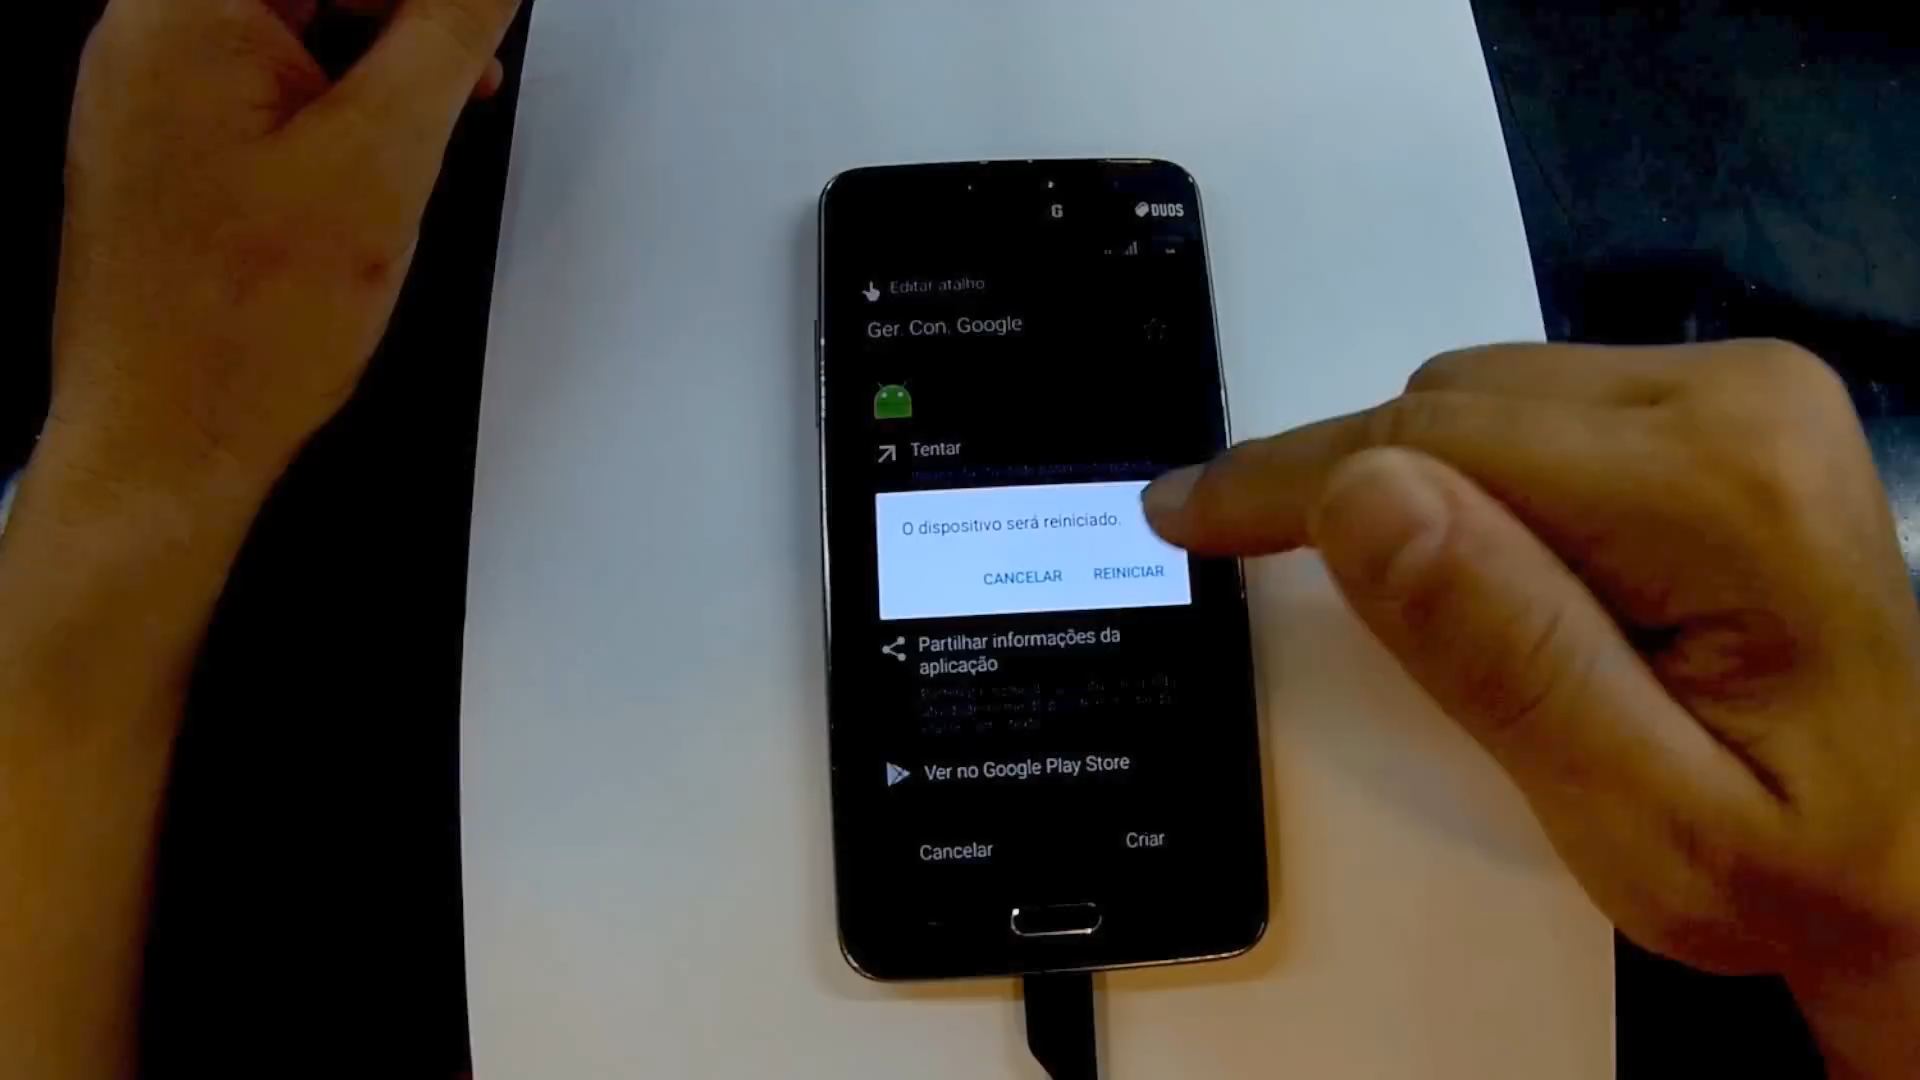 G
DUOS
Editar atalho
Ger. Con. Google
Tentar
O dispositivo será reiniciado.
CANCELAR REINICIAR
Partilhar informações da
aplicação
Ver no Google Play Store
Cancelar Criar